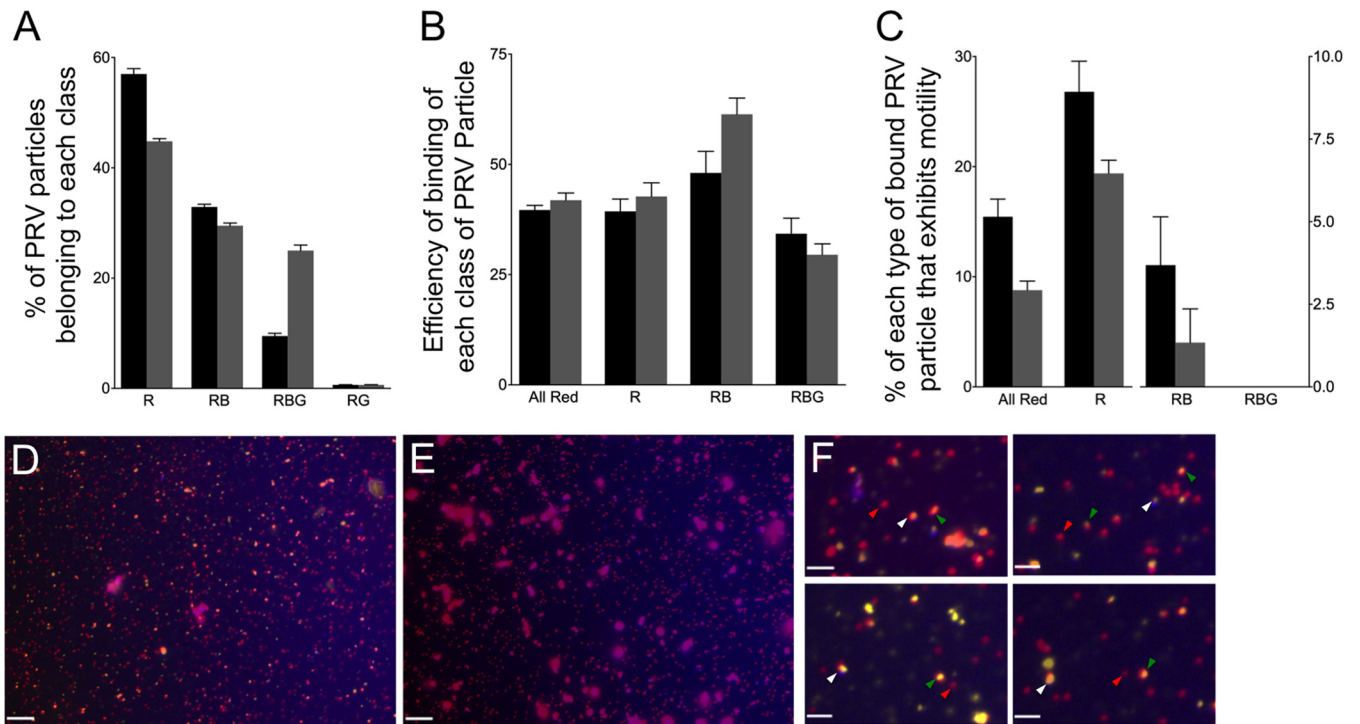 A
% of PRV particles
belonging to each class
60
40
20
0
R RB RBG RG
B
Efficiency of binding of
each class of PRV Particle
75
50
25
0
All Red R RB RBG
C
% of each type of bound PRV
particle that exhibits motility
30
20
10
0
10.0
7.5
5.0
2.5
0.0
All Red R RB RBG
D
E
F